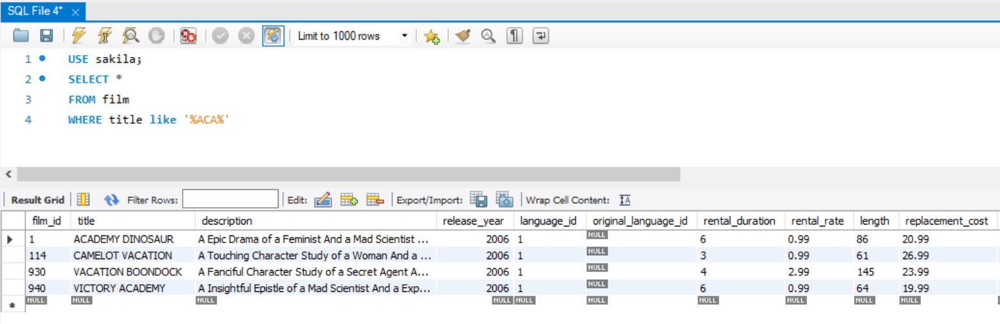 SQL File 4*
Limit to 1000 rows
1 USE sakila;
2 SELECT *
3 FROM film
4 WHERE title like '%ACA%'
Result Grid Filter Rows: Edit: Export/Import: Wrap Cell Content:
film_id title description release_year language_id original_language_id rental_duration rental_rate length replacement_cost
1 ACADEMY DINOSAUR A Epic Drama of a Feminist And a Mad Scientist ... 2006 1 NULL 6 0.99 86 20.99
114 CAMELOT VACATION A Touching Character Study of a Woman And a ... 2006 1 NULL 3 0.99 61 26.99
930 VACATION BOONDOCK A Fanciful Character Study of a Secret Agent A... 2006 1 NULL 4 2.99 145 23.99
940 VICTORY ACADEMY A Insightful Epistle of a Mad Scientist And a Exp... 2006 1 NULL 6 0.99 64 19.99
NULL NULL NULL NULL NULL NULL NULL NULL NULL NULL